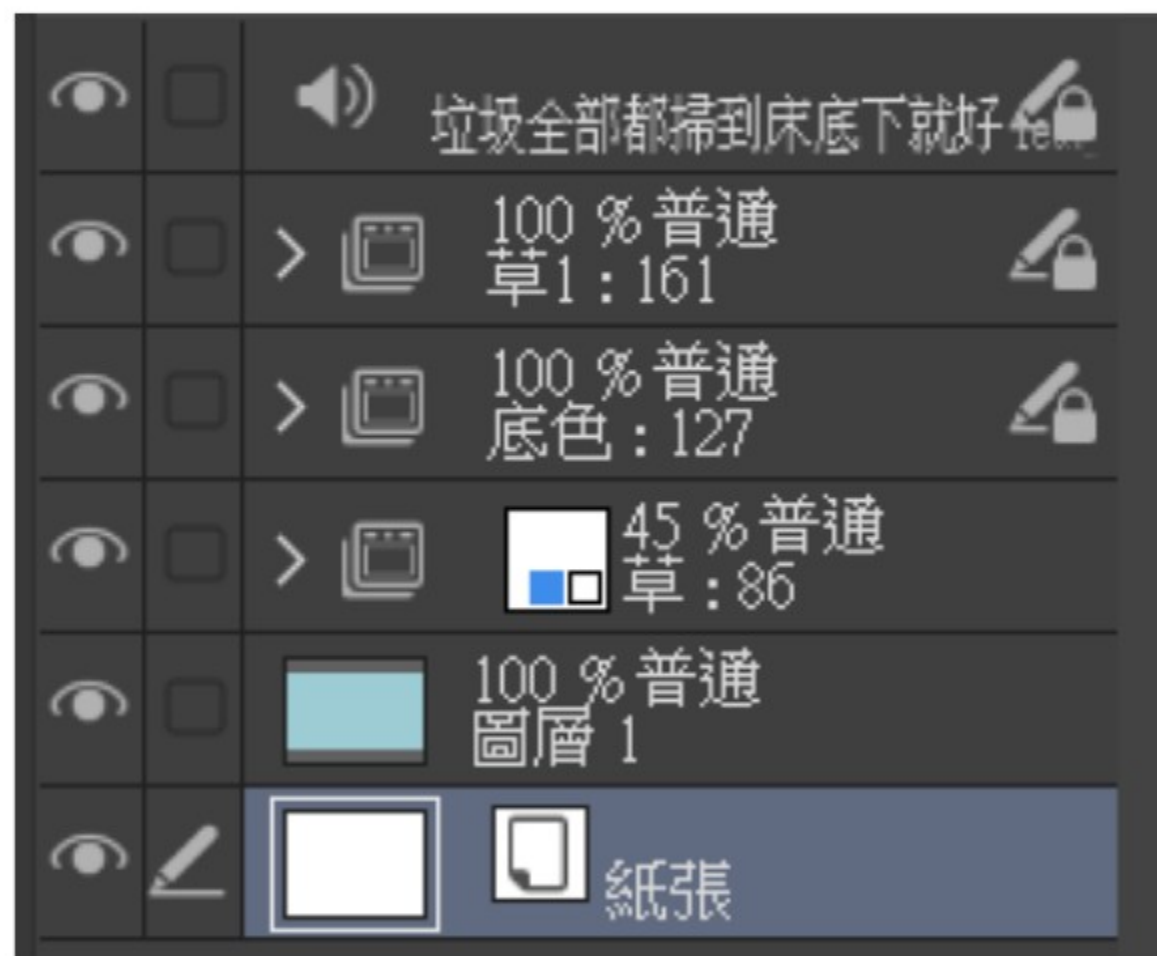 垃圾全部都掃到床底下就好
100 % 普通
草1 : 161
100 % 普通
底色 : 127
45 % 普通
草 : 86
100 % 普通
圖層 1
紙張